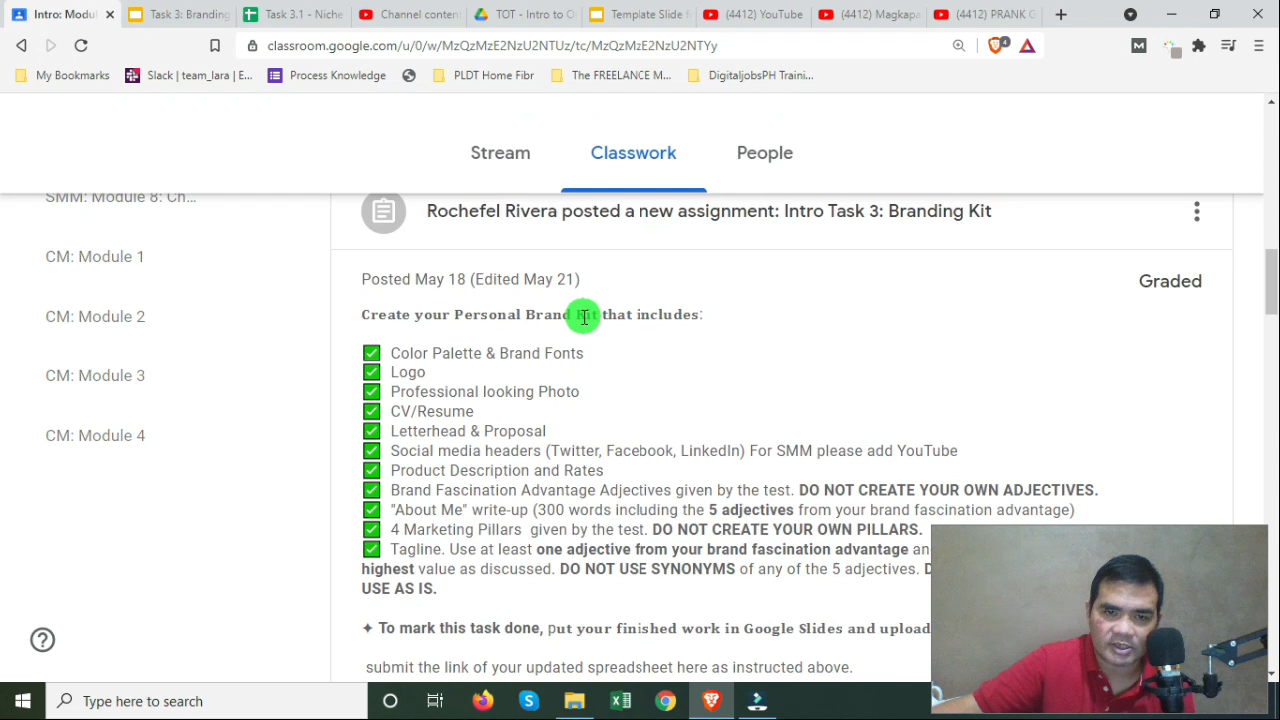 Intro: Modul
Task 3: Branding
Task 3.1 - Niche
Channel conten
TOT - Intro to O
Template Slide f
(4412) YouTube
(4412) Magkapa
(4412) PRANK G
classroom.google.com/u/0/w/MzQzMzE2NzU2NTUz/tc/MzQzMzE2NzU2NTYy
4
My Bookmarks
Slack | team_lara | E...
Process Knowledge
PLDT Home Fibr
The FREELANCE M...
DigitaljobsPH Traini...
Stream
Classwork
People
SMM: Module 8: Ch...
CM: Module 1
CM: Module 2
CM: Module 3
CM: Module 4
Rochefel Rivera posted a new assignment: Intro Task 3: Branding Kit
Posted May 18 (Edited May 21)
Graded
Create your Personal Brand Kit that includes:
✅ Color Palette & Brand Fonts
✅ Logo
✅ Professional looking Photo
✅ CV/Resume
✅ Letterhead & Proposal
✅ Social media headers (Twitter, Facebook, LinkedIn) For SMM please add YouTube
✅ Product Description and Rates
✅ Brand Fascination Advantage Adjectives given by the test. DO NOT CREATE YOUR OWN ADJECTIVES.
✅ "About Me" write-up (300 words including the 5 adjectives from your brand fascination advantage)
✅ 4 Marketing Pillars given by the test. DO NOT CREATE YOUR OWN PILLARS.
✅ Tagline. Use at least one adjective from your brand fascination advantage
highest value as discussed. DO NOT USE SYNONYMS of any of the 5 adjectives.
USE AS IS.
✦ To mark this task done, put your finished work in Google Slides and upload
submit the link of your updated spreadsheet here as instructed above.
Type here to search